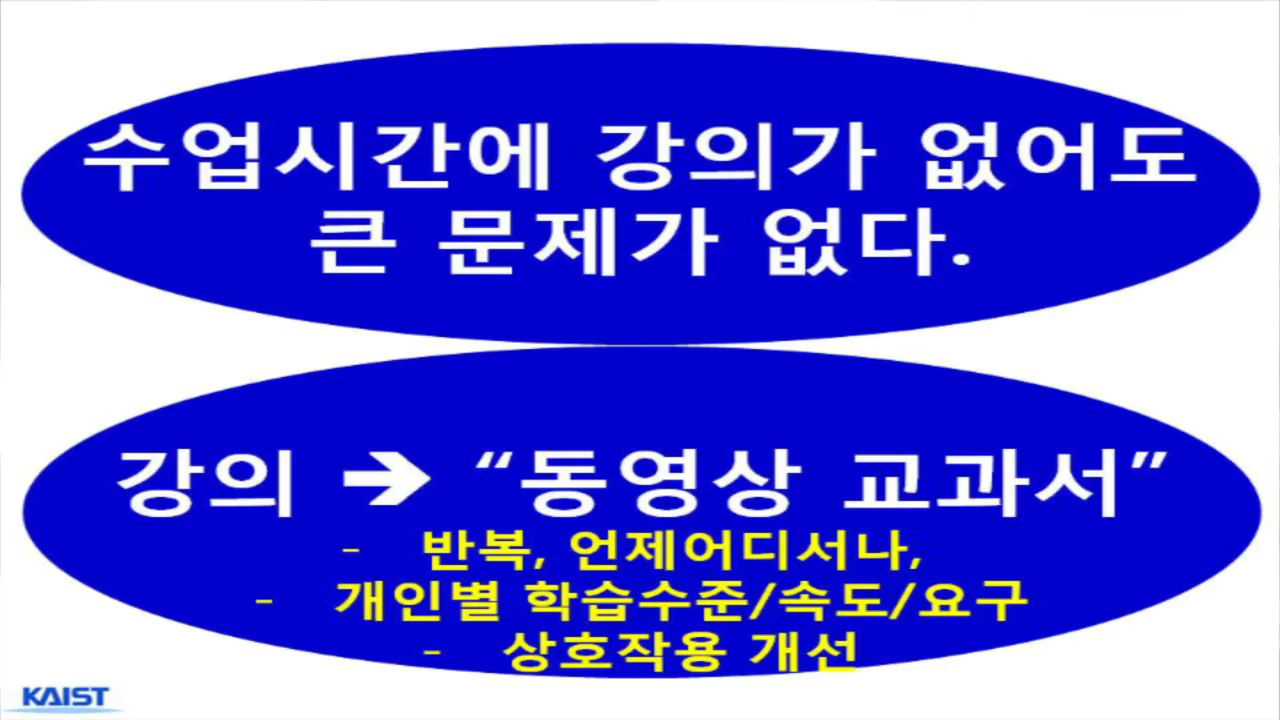 수업시간에 강의가 없어도
큰 문제가 없다.
강의 ➔ “동영상 교과서”
- 반복, 언제어디서나,
- 개인별 학습수준/속도/요구
- 상호작용 개선
KAIST